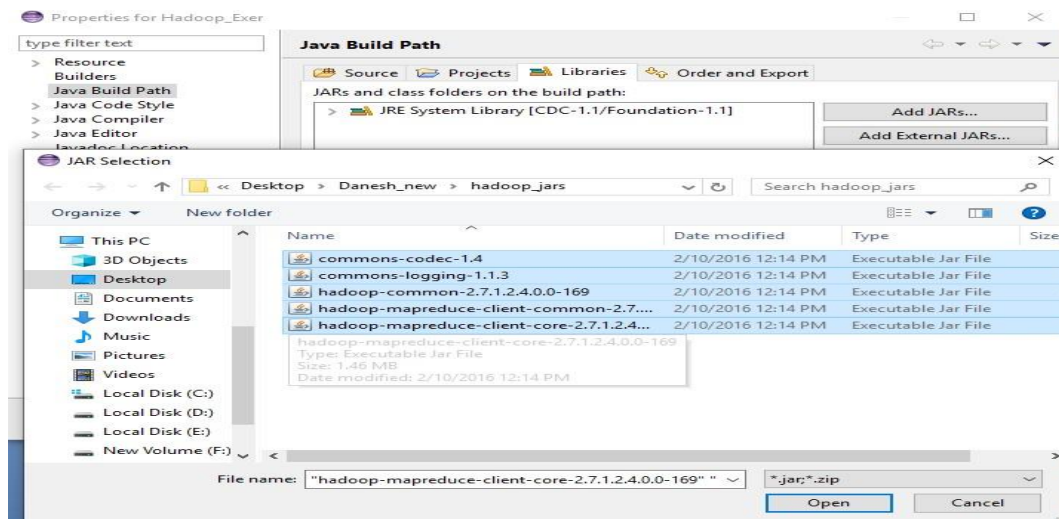 Properties for Hadoop_Exer
type filter text
Resource
Builders
Java Build Path
Java Code Style
Java Compiler
Java Editor
Javadoc Location
Java Build Path
Source Projects Libraries Order and Export
JARs and class folders on the build path:
JRE System Library [CDC-1.1/Foundation-1.1]
Add JARs...
Add External JARs...
JAR Selection
« Desktop > Danesh_new > hadoop_jars
Search hadoop_jars
Organize New folder
This PC
3D Objects
Desktop
Documents
Downloads
Music
Pictures
Videos
Local Disk (C:)
Local Disk (D:)
Local Disk (E:)
New Volume (F:)
Name Date modified Type Size
commons-codec-1.4 2/10/2016 12:14 PM Executable Jar File
commons-logging-1.1.3 2/10/2016 12:14 PM Executable Jar File
hadoop-common-2.7.1.2.4.0.0-169 2/10/2016 12:14 PM Executable Jar File
hadoop-mapreduce-client-common-2.7.... 2/10/2016 12:14 PM Executable Jar File
hadoop-mapreduce-client-core-2.7.1.2.4... 2/10/2016 12:14 PM Executable Jar File
hadoop-mapreduce-client-core-2.7.1.2.4.0.0-169
Type: Executable Jar File
Size: 1.46 MB
Date modified: 2/10/2016 12:14 PM
File name: "hadoop-mapreduce-client-core-2.7.1.2.4.0.0-169" "
*.jar;*.zip
Open Cancel